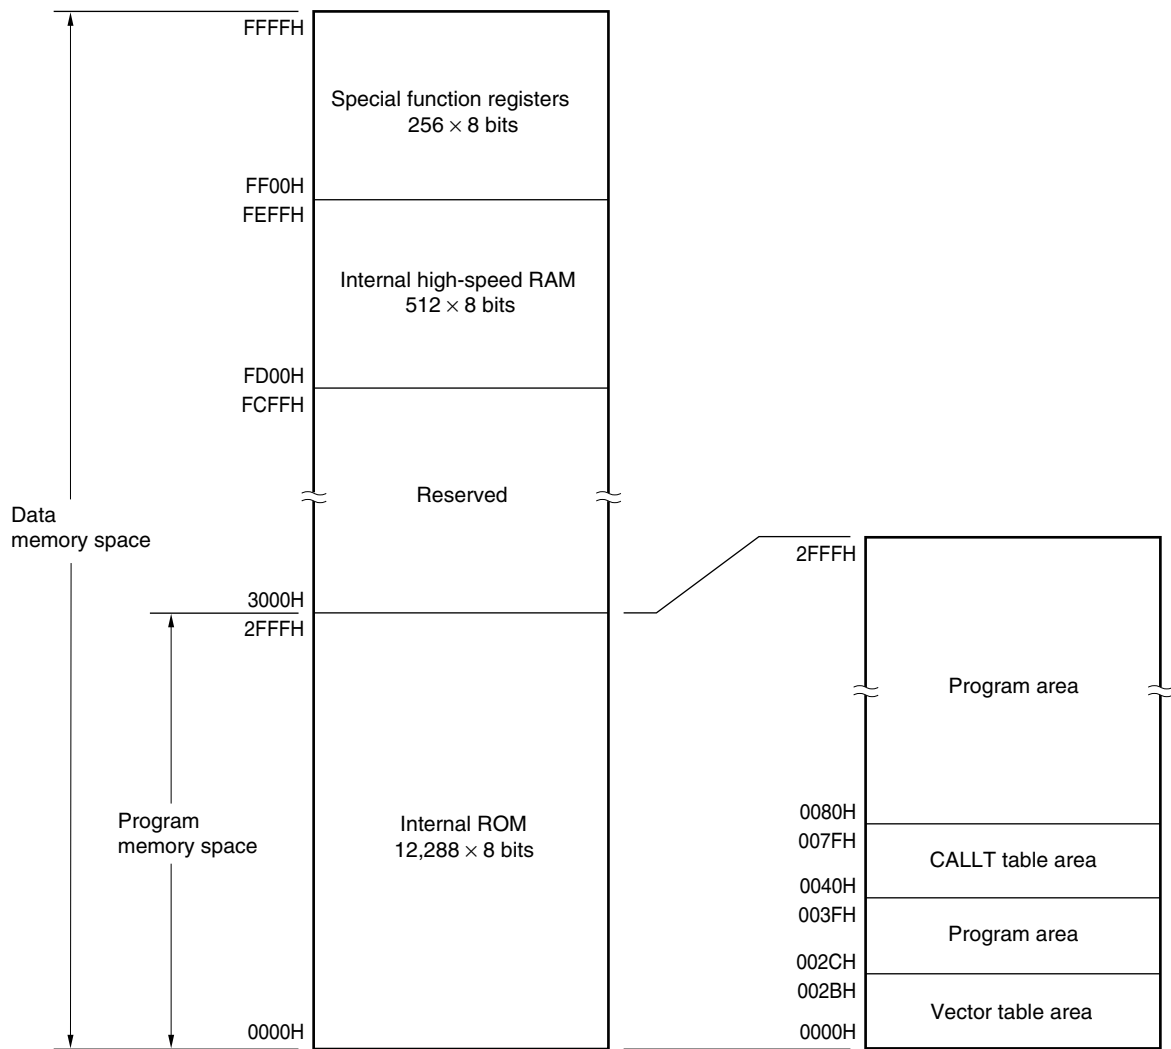 FFFFH
Special function registers
256 × 8 bits
FF00H
FEFFH
Internal high-speed RAM
512 × 8 bits
FD00H
FCFFH
Reserved
Data
memory space
3000H
2FFFH
Program
memory space
Internal ROM
12,288 × 8 bits
0000H
2FFFH
Program area
0080H
007FH
CALLT table area
0040H
003FH
Program area
002CH
002BH
Vector table area
0000H